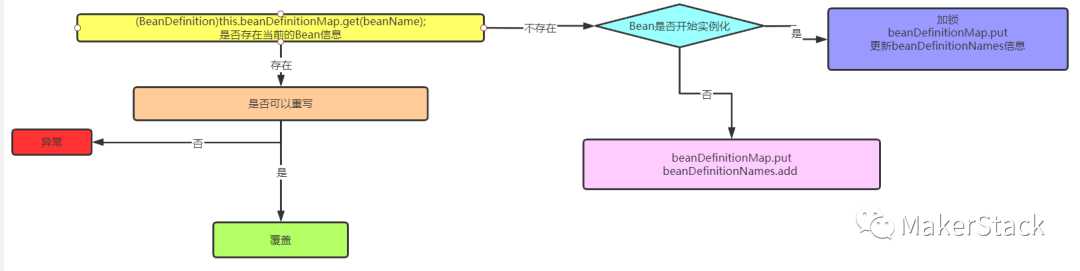 (BeanDefinition)this.beanDefinitionMap.get(beanName);
是否存在当前的Bean信息
不存在
Bean是否开始实例化
是
加锁
beanDefinitionMap.put
更新beanDefinitionNames信息
存在
是否可以重写
否
异常
否
beanDefinitionMap.put
beanDefinitionNames.add
是
覆盖
MakerStack